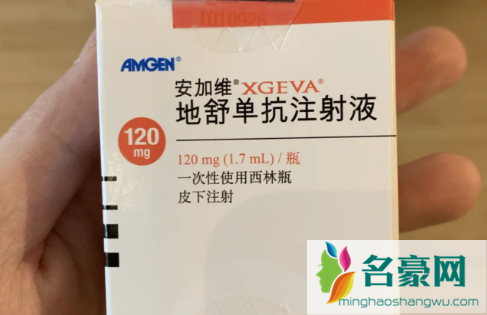 1010825
AMGEN®
安加维® XGEVA®
地舒单抗注射液
120
mg
120 mg (1.7 mL) / 瓶
一次性使用西林瓶
皮下注射
名豪网
minghaoshangwu.com